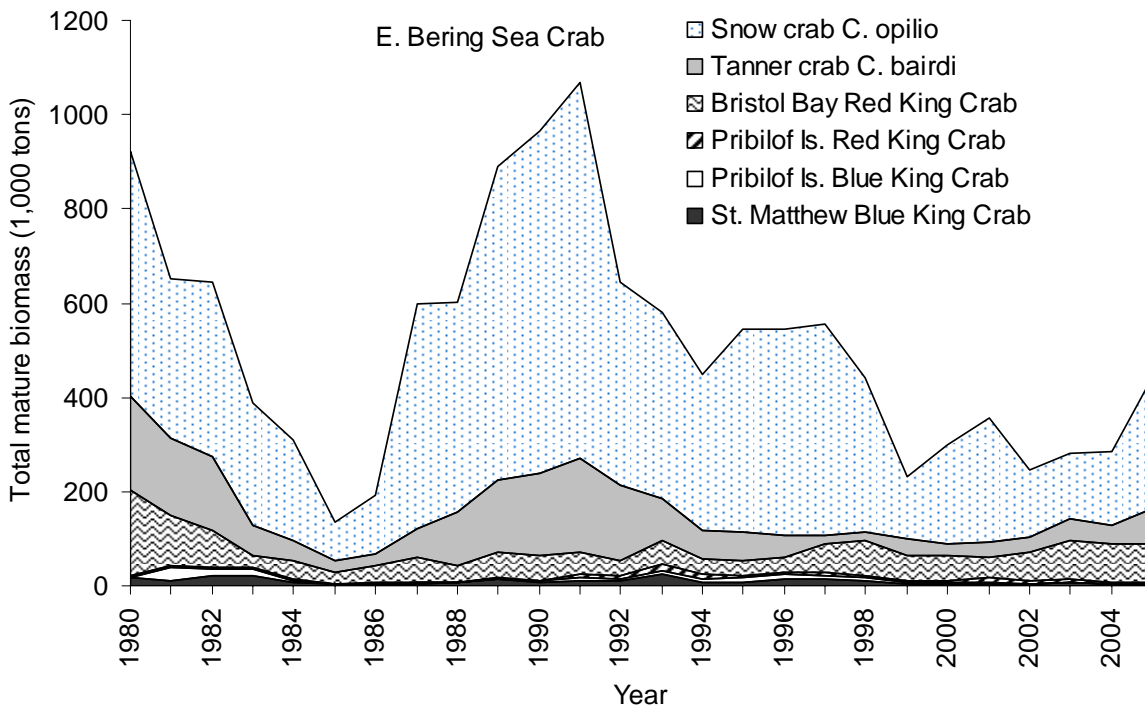 E. Bering Sea Crab
Snow crab C. opilio
Tanner crab C. bairdi
Bristol Bay Red King Crab
Pribilof Is. Red King Crab
Pribilof Is. Blue King Crab
St. Matthew Blue King Crab
Total mature biomass (1,000 tons)
1200
1000
800
600
400
200
0
1980
1982
1984
1986
1988
1990
1992
1994
1996
1998
2000
2002
2004
Year